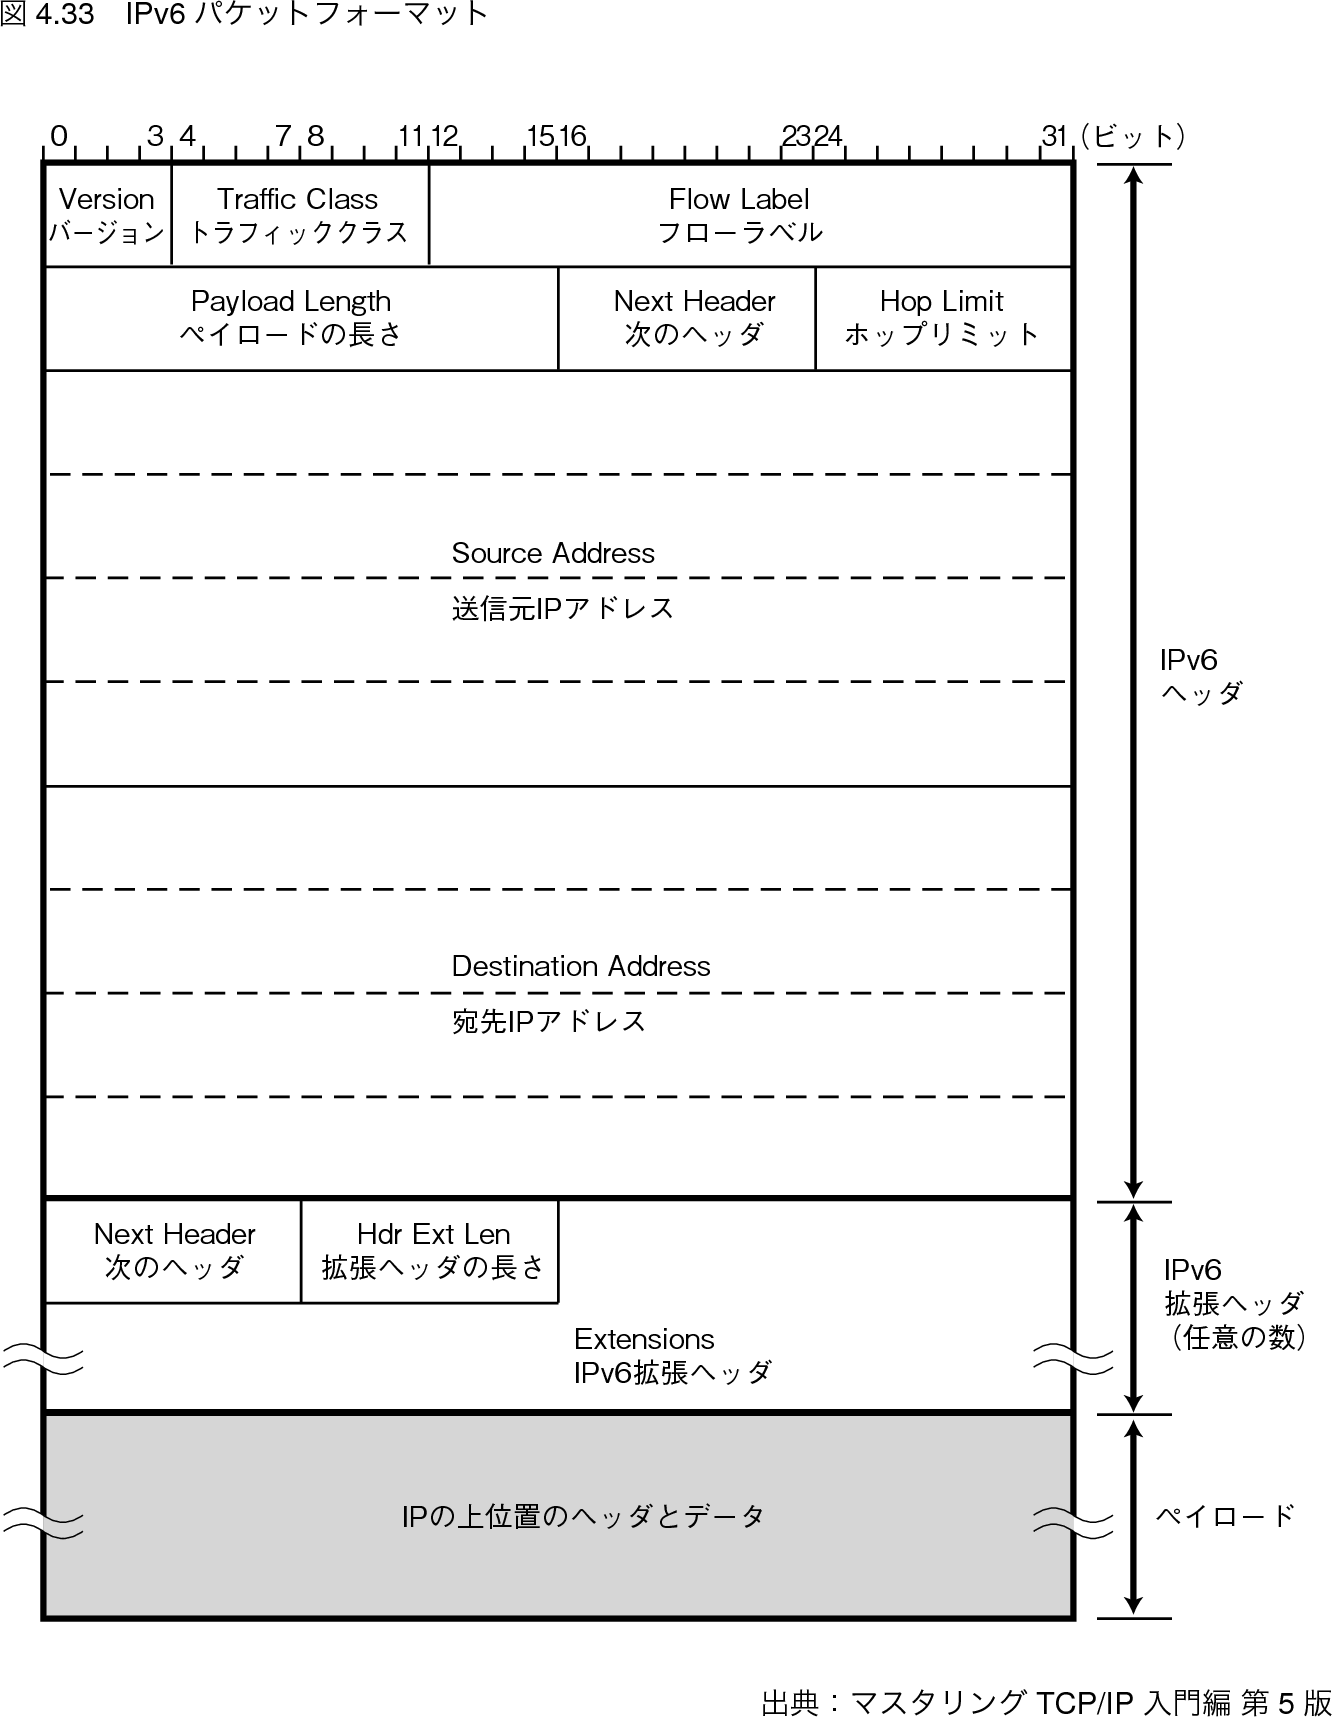 図 4.33　IPv6 パケットフォーマット
0 3 4 7 8 11 12 15 16 23 24 31 (ビット)
Version Traffic Class Flow Label
バージョン トラフィッククラス フローラベル
Payload Length Next Header Hop Limit
ペイロードの長さ 次のヘッダ ホップリミット
Source Address
送信元IPアドレス
IPv6
ヘッダ
Destination Address
宛先IPアドレス
Next Header Hdr Ext Len
次のヘッダ 拡張ヘッダの長さ
IPv6
拡張ヘッダ
(任意の数)
Extensions
IPv6拡張ヘッダ
IPの上位置のヘッダとデータ ペイロード
出典：マスタリング TCP/IP 入門編 第 5 版